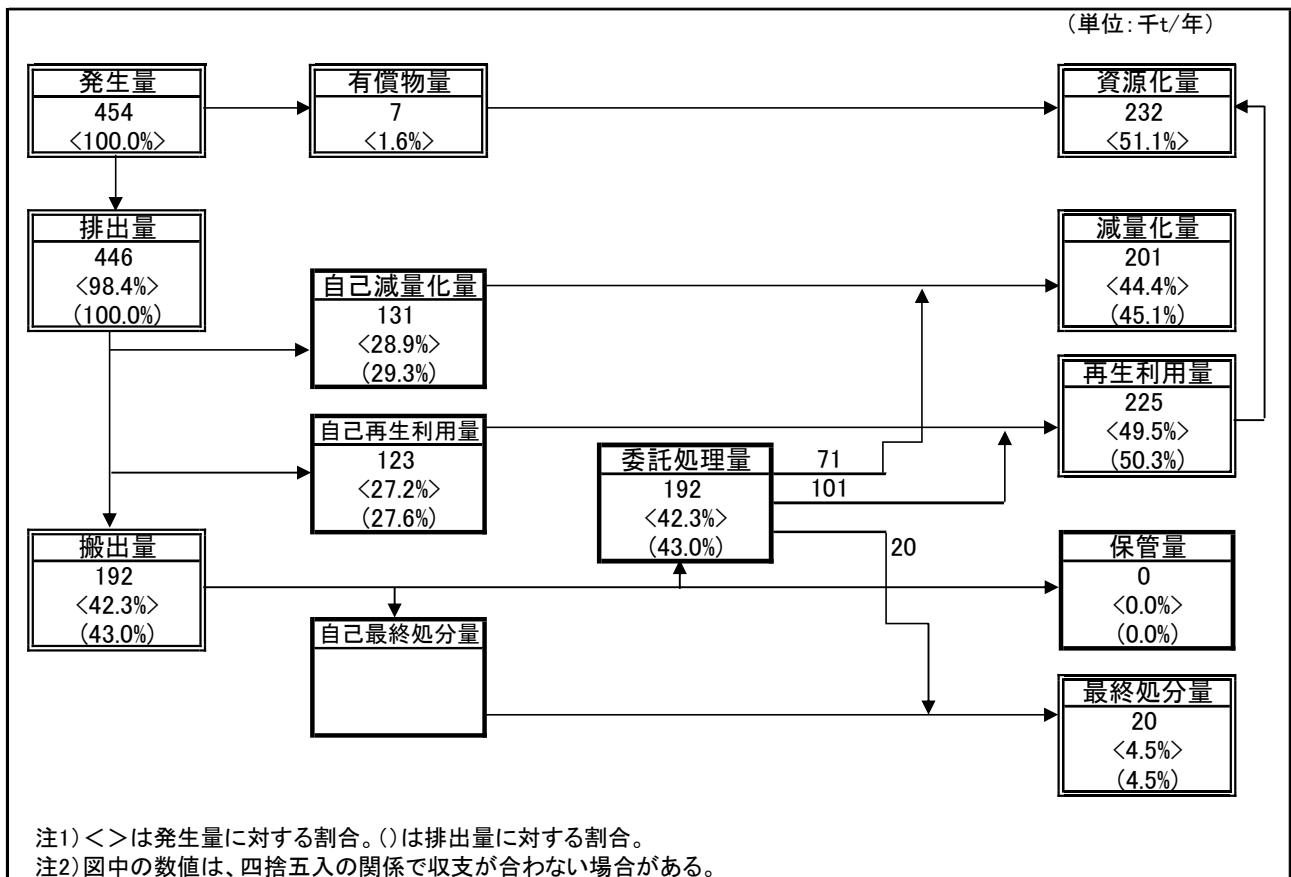 （単位：千t/年）
発生量
454
<100.0%>
有償物量
7
<1.6%>
資源化量
232
<51.1%>
排出量
446
<98.4%>
(100.0%)
自己減量化量
131
<28.9%>
(29.3%)
減量化量
201
<44.4%>
(45.1%)
自己再生利用量
123
<27.2%>
(27.6%)
委託処理量
192
<42.3%>
(43.0%)
71
101
20
再生利用量
225
<49.5%>
(50.3%)
搬出量
192
<42.3%>
(43.0%)
自己最終処分量
保管量
0
<0.0%>
(0.0%)
最終処分量
20
<4.5%>
(4.5%)
注1）＜＞は発生量に対する割合。()は排出量に対する割合。
注2）図中の数値は、四捨五入の関係で収支が合わない場合がある。